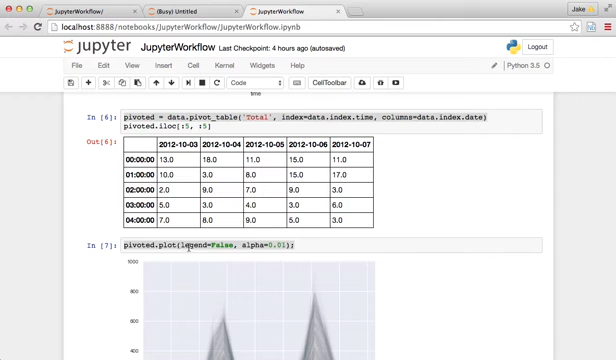 JupyterWorkflow/
(Busy) Untitled
JupyterWorkflow
Jake
localhost:8888/notebooks/JupyterWorkflow/JupyterWorkflow.ipynb
jupyter JupyterWorkflow Last Checkpoint: 4 hours ago (autosaved)
Logout
File Edit View Insert Cell Kernel Widgets Help
Python 3.5
Code
CellToolbar
time
In [6]: pivoted = data.pivot_table('Total', index=data.index.time, columns=data.index.date)
pivoted.iloc[:5, :5]
Out[6]:
2012-10-03 2012-10-04 2012-10-05 2012-10-06 2012-10-07
00:00:00 13.0 18.0 11.0 15.0 11.0
01:00:00 10.0 3.0 8.0 15.0 17.0
02:00:00 2.0 9.0 7.0 9.0 3.0
03:00:00 5.0 3.0 4.0 3.0 6.0
04:00:00 7.0 8.0 9.0 5.0 3.0
In [7]: pivoted.plot(legend=False, alpha=0.01);
1000
800
600
400